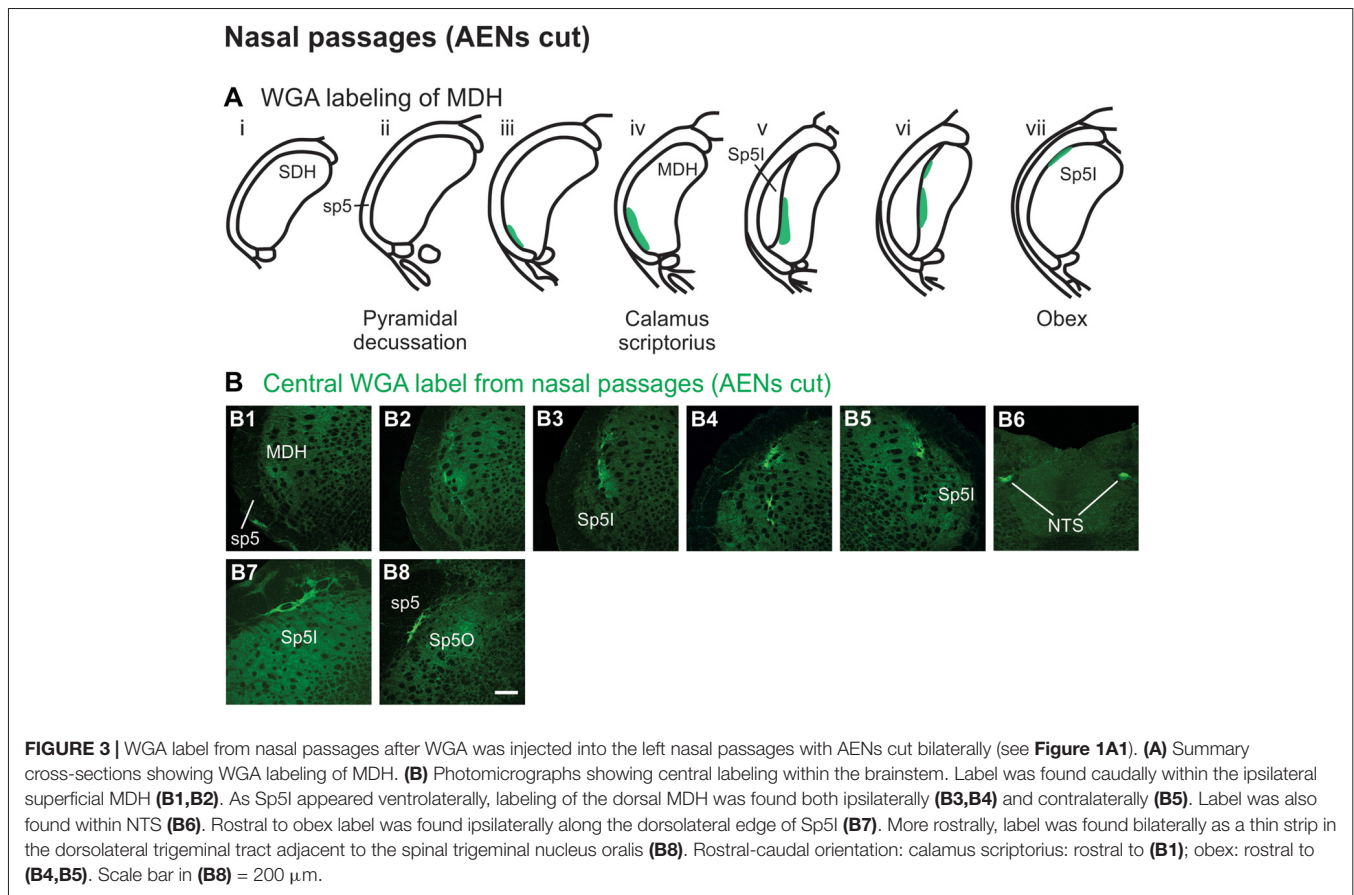 Nasal passages (AENs cut)
A WGA labeling of MDH
i ii iii iv v vi vii
SDH
sp5
MDH
Sp5I
Sp5I
Pyramidal
decussation
Calamus
scriptorius
Obex
B Central WGA label from nasal passages (AENs cut)
B1 B2 B3 B4 B5 B6
MDH
sp5
Sp5I
Sp5I
NTS
B7 B8
Sp5I
sp5
Sp5O
FIGURE 3 | WGA label from nasal passages after WGA was injected into the left nasal passages with AENs cut bilaterally (see Figure 1A1). (A) Summary
cross-sections showing WGA labeling of MDH. (B) Photomicrographs showing central labeling within the brainstem. Label was found caudally within the ipsilateral
superficial MDH (B1,B2). As Sp5I appeared ventrolaterally, labeling of the dorsal MDH was found both ipsilaterally (B3,B4) and contralaterally (B5). Label was also
found within NTS (B6). Rostral to obex label was found ipsilaterally along the dorsolateral edge of Sp5I (B7). More rostrally, label was found bilaterally as a thin strip in
the dorsolateral trigeminal tract adjacent to the spinal trigeminal nucleus oralis (B8). Rostral-caudal orientation: calamus scriptorius: rostral to (B1); obex: rostral to
(B4,B5). Scale bar in (B8) = 200 μm.